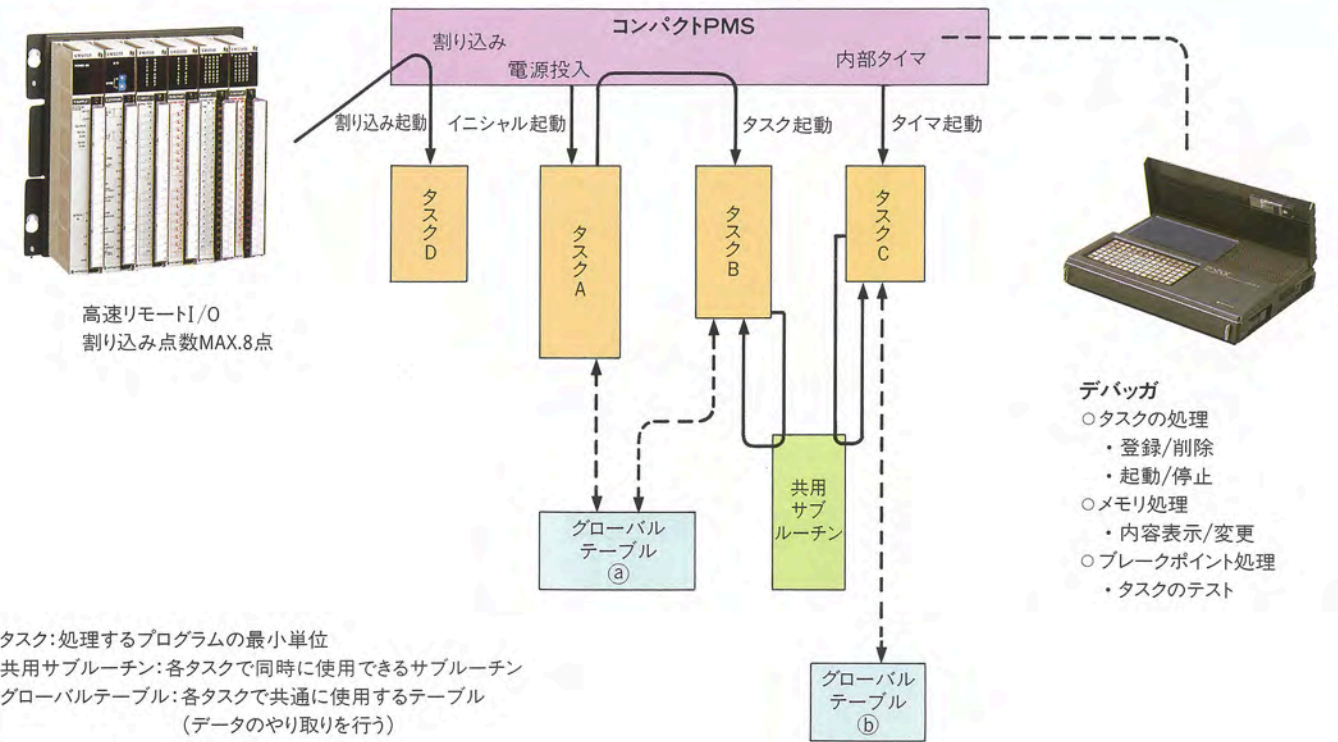 コンパクトPMS
割り込み
電源投入
内部タイマ
割り込み起動
イニシャル起動
タスク起動
タイマ起動
タスクD
タスクA
タスクB
タスクC
高速リモートI/O
割り込み点数MAX.8点
グローバル
テーブル
ⓐ
共用
サブ
ルーチン
グローバル
テーブル
ⓑ
デバッガ
○タスクの処理
・登録/削除
・起動/停止
○メモリ処理
・内容表示/変更
○ブレークポイント処理
・タスクのテスト
タスク:処理するプログラムの最小単位
共用サブルーチン:各タスクで同時に使用できるサブルーチン
グローバルテーブル:各タスクで共通に使用するテーブル
(データのやり取りを行う)